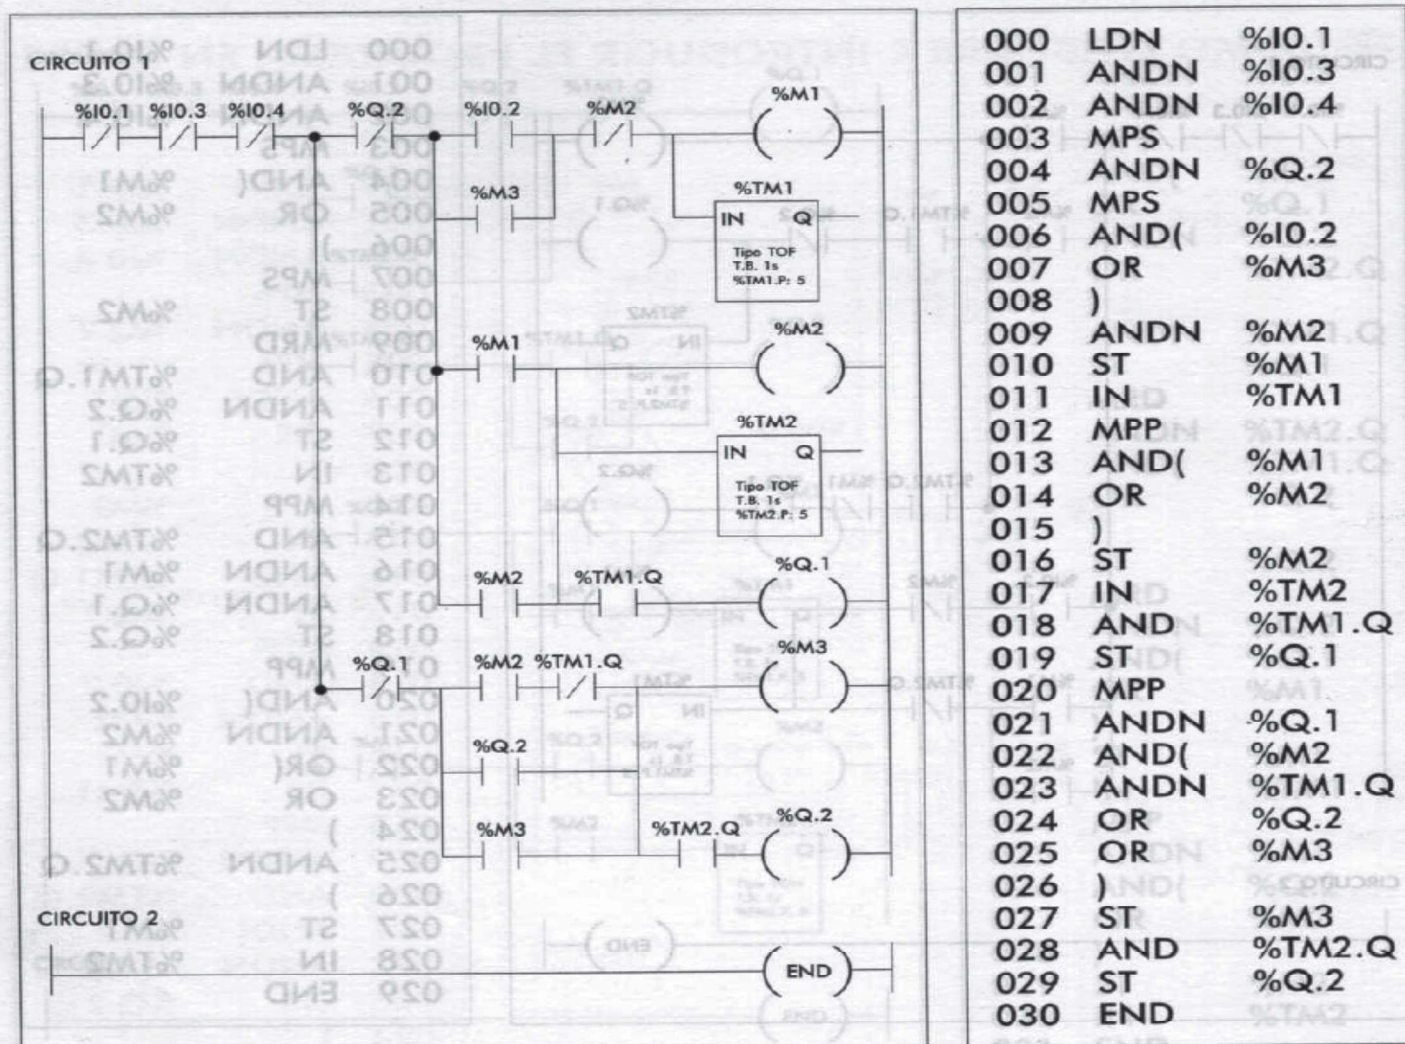 CIRCUITO 1
%I0.1 %I0.3 %I0.4 %Q.2 %I0.2 %M2 %M1
%M3 %TM1
IN Q
Tipo TOF
T.B. 1s
%TM1.P: 5
%M1 %M2
%TM2
IN Q
Tipo TOF
T.B. 1s
%TM2.P: 5
%M2 %TM1.Q %Q.1
%Q.1 %M2 %TM1.Q %M3
%Q.2
%M3 %TM2.Q %Q.2
CIRCUITO 2
END
000 LDN %I0.1
001 ANDN %I0.3
002 ANDN %I0.4
003 MPS
004 ANDN %Q.2
005 MPS
006 AND( %I0.2
007 OR %M3
008 )
009 ANDN %M2
010 ST %M1
011 IN %TM1
012 MPP
013 AND( %M1
014 OR %M2
015 )
016 ST %M2
017 IN %TM2
018 AND %TM1.Q
019 ST %Q.1
020 MPP
021 ANDN %Q.1
022 AND( %M2
023 ANDN %TM1.Q
024 OR %Q.2
025 OR %M3
026 )
027 ST %M3
028 AND %TM2.Q
029 ST %Q.2
030 END